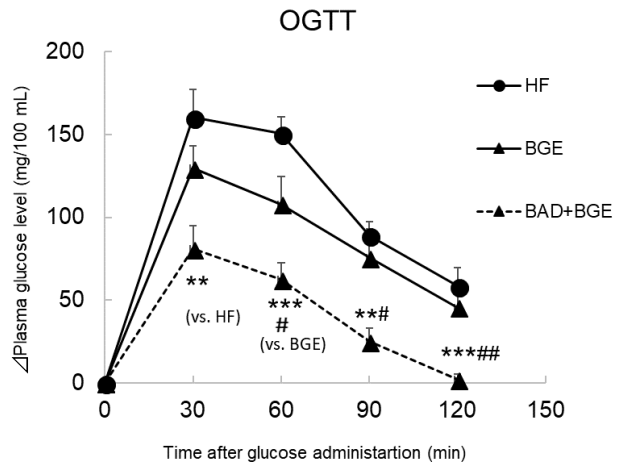 OGTT
⊿Plasma glucose level (mg/100 mL)
200
150
100
50
0
HF
BGE
BAD+BGE
**
(vs. HF)
***
#
(vs. BGE)
**#
***##
0 30 60 90 120 150
Time after glucose administartion (min)